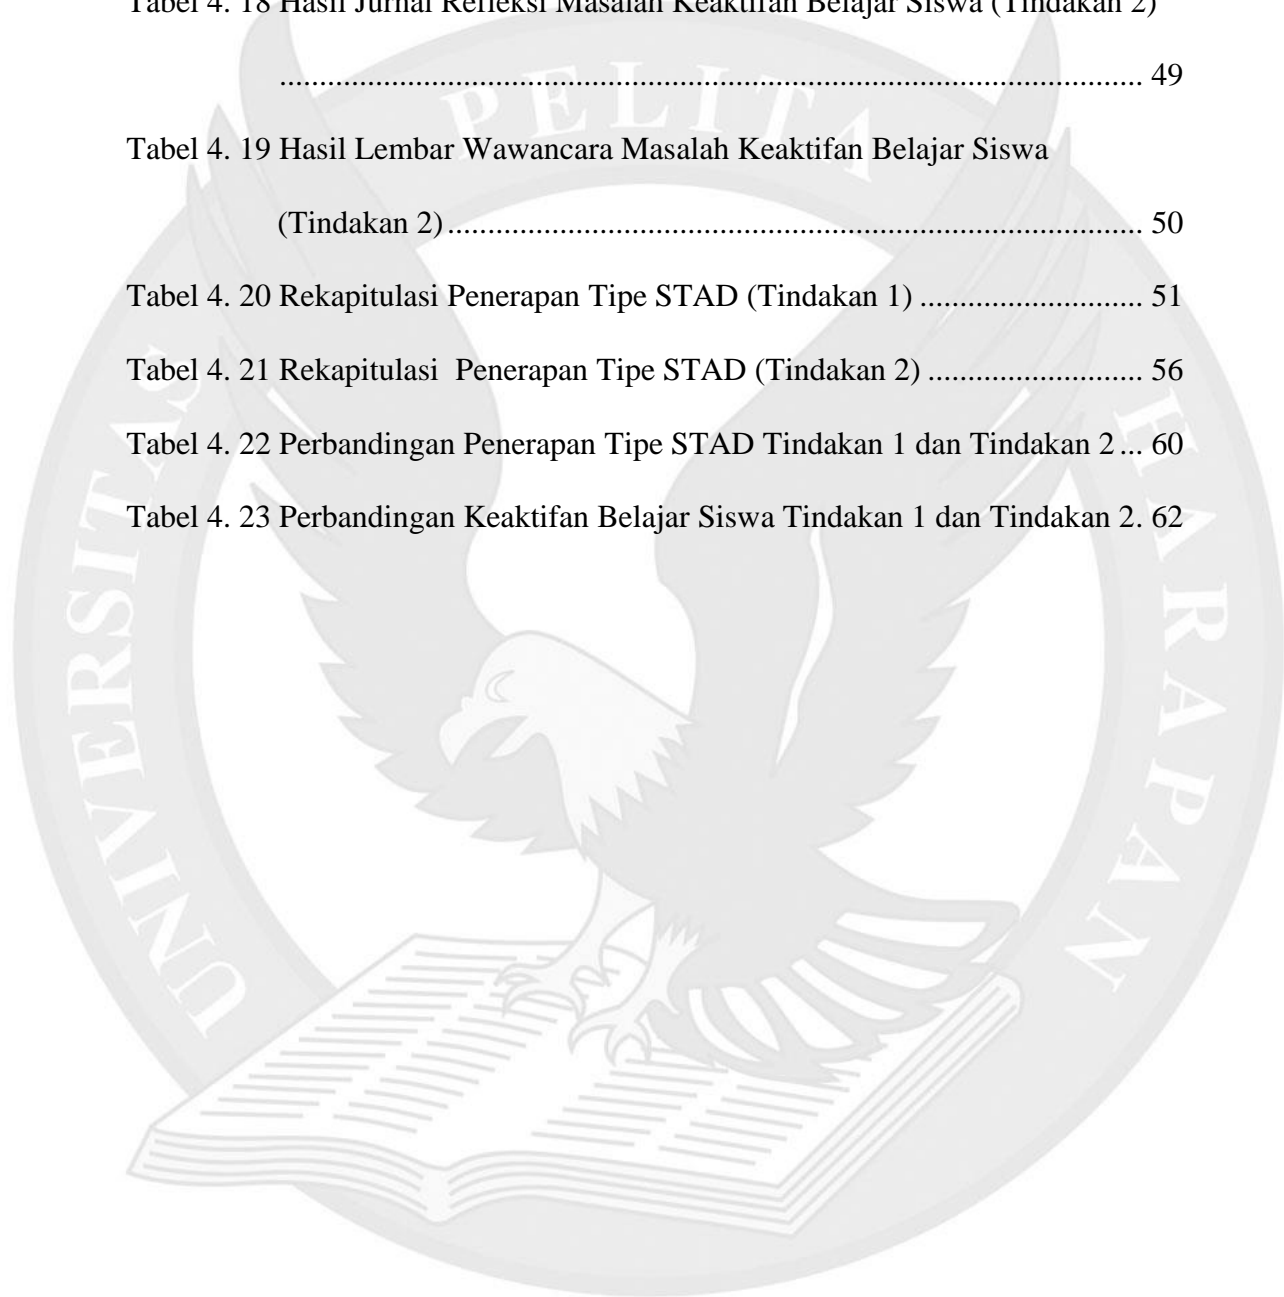 Tabel 4. 18 Hasil Jurnal Refleksi Masalah Keaktifan Belajar Siswa (Tindakan 2)
........................................................................................................... 49
Tabel 4. 19 Hasil Lembar Wawancara Masalah Keaktifan Belajar Siswa
(Tindakan 2) ...................................................................................... 50
Tabel 4. 20 Rekapitulasi Penerapan Tipe STAD (Tindakan 1) ............................ 51
Tabel 4. 21 Rekapitulasi  Penerapan Tipe STAD (Tindakan 2) ........................... 56
Tabel 4. 22 Perbandingan Penerapan Tipe STAD Tindakan 1 dan Tindakan 2 ... 60
Tabel 4. 23 Perbandingan Keaktifan Belajar Siswa Tindakan 1 dan Tindakan 2. 62
UNIVERSITAS PELITA HARAPAN